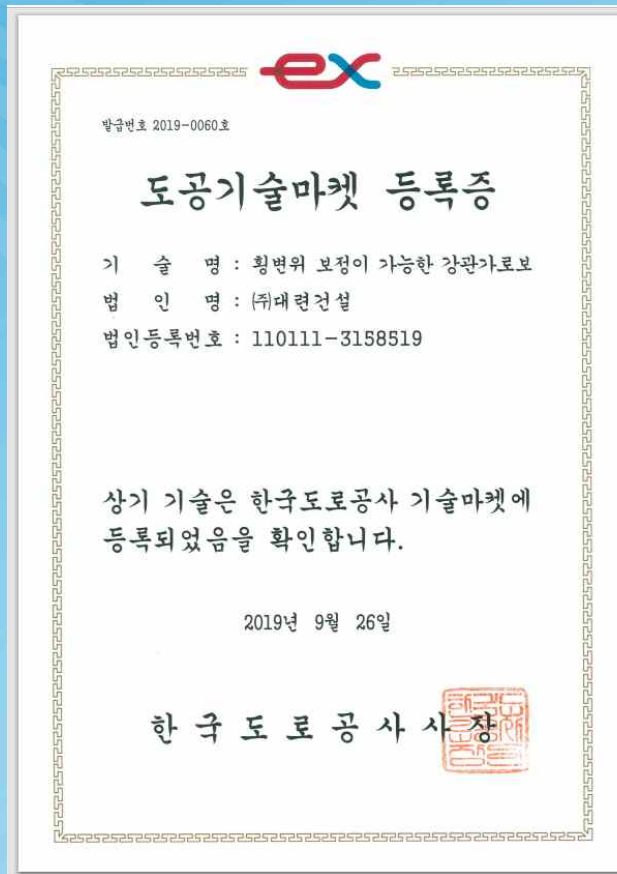 ex
발급번호 2019-0060호
도공기술마켓 등록증
기 술 명 : 횡변위 보정이 가능한 강관가로보
법 인 명 : ㈜대련건설
법인등록번호 : 110111-3158519
상기 기술은 한국도로공사 기술마켓에
등록되었음을 확인합니다.
2019년 9월 26일
한국도로공사사장